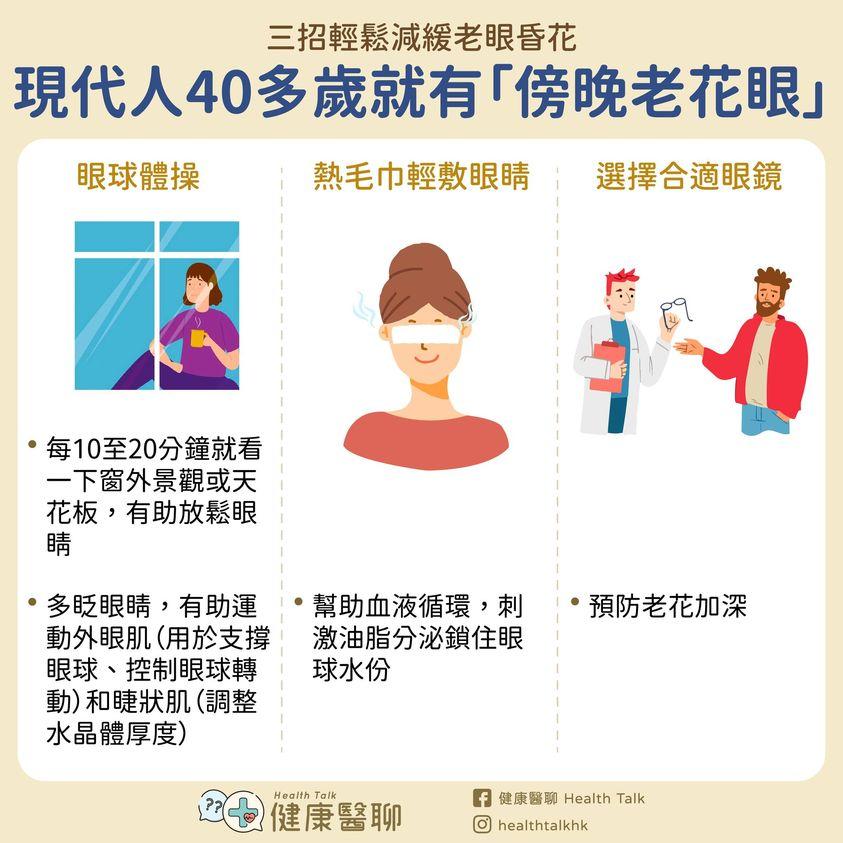 三招輕鬆減緩老眼昏花
現代人40多歲就有「傍晚老花眼」
眼球體操
• 每10至20分鐘就看
一下窗外景觀或天
花板，有助放鬆眼
睛
• 多眨眼睛，有助運
動外眼肌(用於支撐
眼球、控制眼球轉
動)和睫狀肌(調整
水晶體厚度)
熱毛巾輕敷眼睛
• 幫助血液循環，刺
激油脂分泌鎖住眼
球水份
選擇合適眼鏡
• 預防老花加深
??
Health Talk
健康醫聊
健康醫聊 Health Talk
healthtalkhk